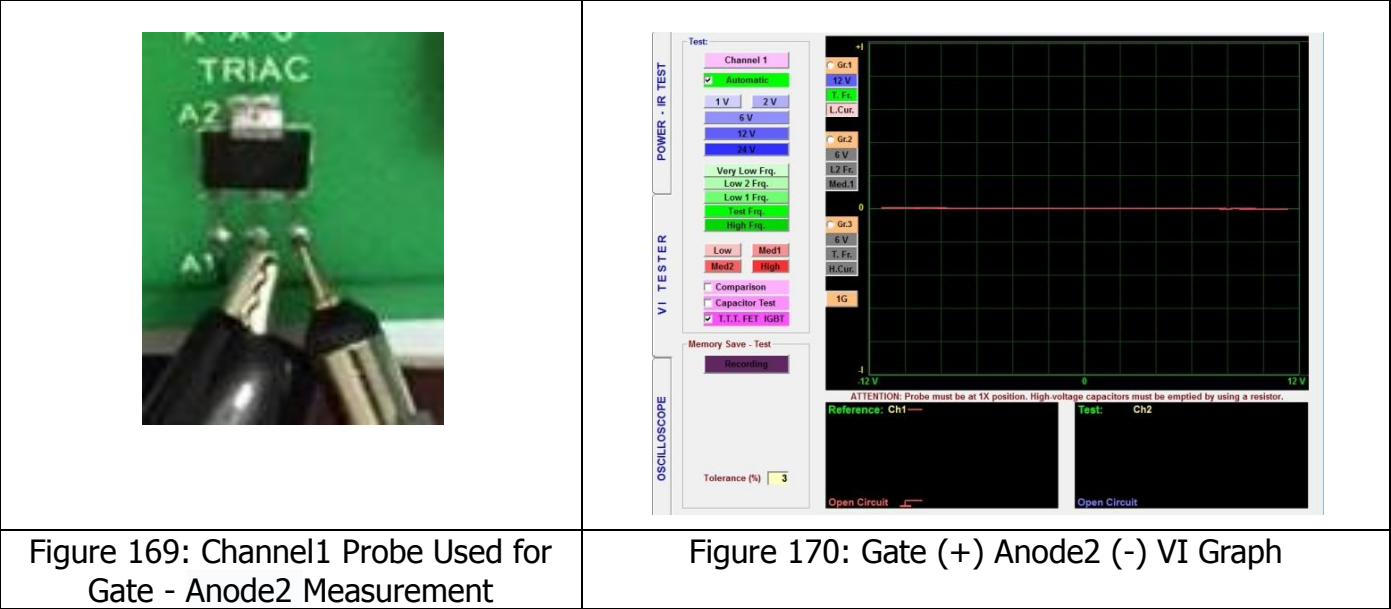 K A G
TRIAC
A2
A1
Figure 169: Channel1 Probe Used for
Gate - Anode2 Measurement
POWER - IR TEST
VI TESTER
OSCILLOSCOPE
Test:
Channel 1
Automatic
1 V
2 V
6 V
12 V
24 V
Very Low Frq.
Low 2 Frq.
Low 1 Frq.
Test Frq.
High Frq.
Low
Med1
Med2
High
Comparison
Capacitor Test
T.T.T. FET IGBT
Memory Save - Test
Recording
Tolerance (%) 3
Gr.1
12 V
T. Fr.
L.Cur.
Gr.2
6 V
L2 Fr.
Med.1
Gr.3
6 V
T. Fr.
H.Cur.
1G
+I
0
-I
-12 V
0
12 V
ATTENTION: Probe must be at 1X position. High-voltage capacitors must be emptied by using a resistor.
Reference: Ch1
Open Circuit
Test: Ch2
Open Circuit
Figure 170: Gate (+) Anode2 (-) VI Graph